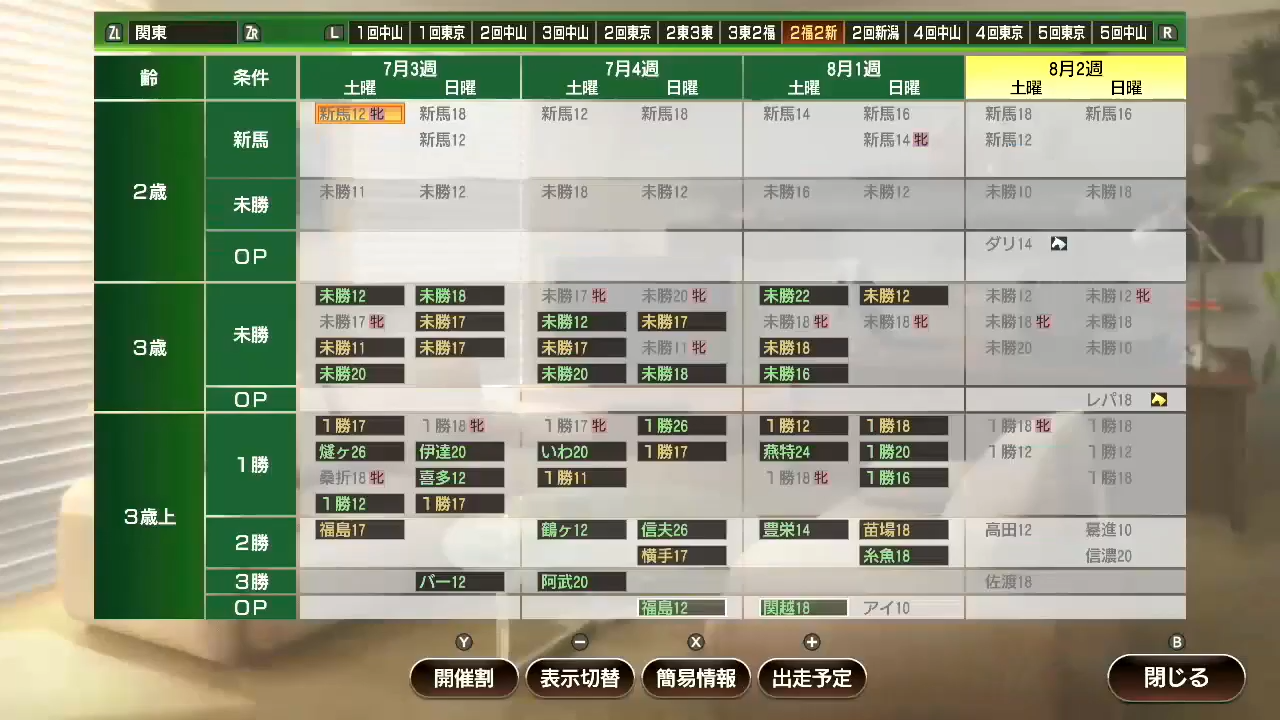 ZL 関東 ZR L 1回中山 1回東京 2回中山 3回中山 2回東京 2東3東 3東2福 2福2新 2回新潟 4回中山 4回東京 5回東京 5回中山 R
齢 条件 7月3週 7月4週 8月1週 8月2週
土曜 日曜 土曜 日曜 土曜 日曜 土曜 日曜
2歳
新馬
新馬12 牝 新馬18 新馬12 新馬18 新馬14 新馬16 新馬18 新馬16
新馬12 新馬14 牝 新馬12
未勝
未勝11 未勝12 未勝18 未勝12 未勝16 未勝12 未勝10 未勝18
OP
ダリ14
3歳
未勝
未勝12 未勝18 未勝17 牝 未勝20 牝 未勝22 未勝12 未勝12 未勝12 牝
未勝17 牝 未勝17 未勝12 未勝17 未勝18 牝 未勝18 牝 未勝18 牝 未勝18
未勝11 未勝17 未勝17 未勝11 牝 未勝18 未勝20 未勝10
未勝20 未勝20 未勝18 未勝16
OP
レパ18
3歳上
1勝
1勝17 1勝18 牝 1勝17 牝 1勝26 1勝12 1勝18 1勝18 牝 1勝18
燧ヶ26 伊達20 いわ20 1勝17 燕特24 1勝20 1勝12 1勝12
桑折18 牝 喜多12 1勝11 1勝18 牝 1勝16 1勝18
1勝12 1勝17
2勝
福島17 鶴ヶ12 信夫26 豊栄14 苗場18 高田12 驀進10
横手17 糸魚18 信濃20
3勝
バー12 阿武20 佐渡18
OP
福島12 関越18 アイ10
Y − X + B
開催割 表示切替 簡易情報 出走予定 閉じる